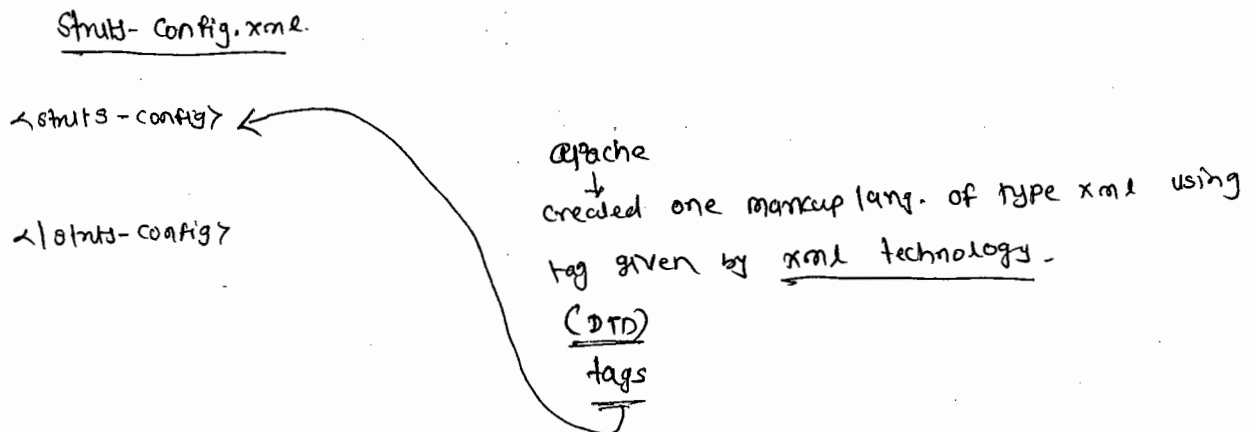 Struts-Config.xml.
<struts-config>
</struts-config>
apache
created one markup lang. of type xml using
tag given by xml technology.
(DTD)
tags